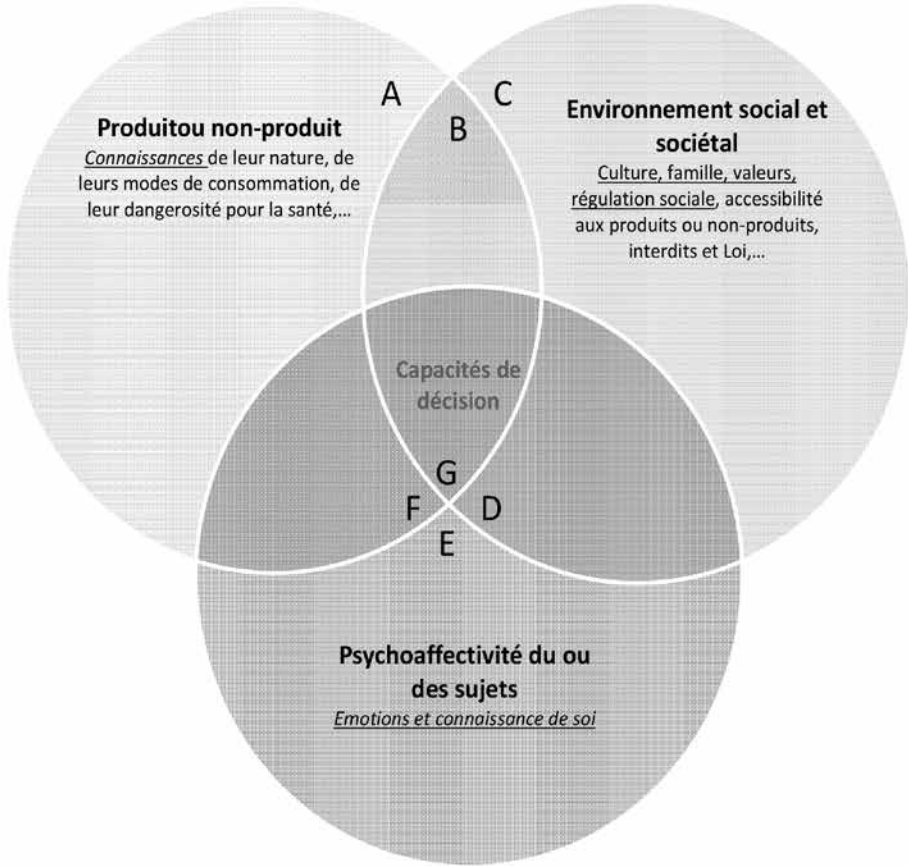 A
C
B
Produitou non-produit
Connaissances de leur nature, de
leurs modes de consommation, de
leur dangerosité pour la santé,...
Environnement social et
sociétal
Culture, famille, valeurs,
régulation sociale, accessibilité
aux produits ou non-produits,
interdits et Loi,...
Capacités de
décision
G
F
D
E
Psychoaffectivité du ou
des sujets
Emotions et connaissance de soi